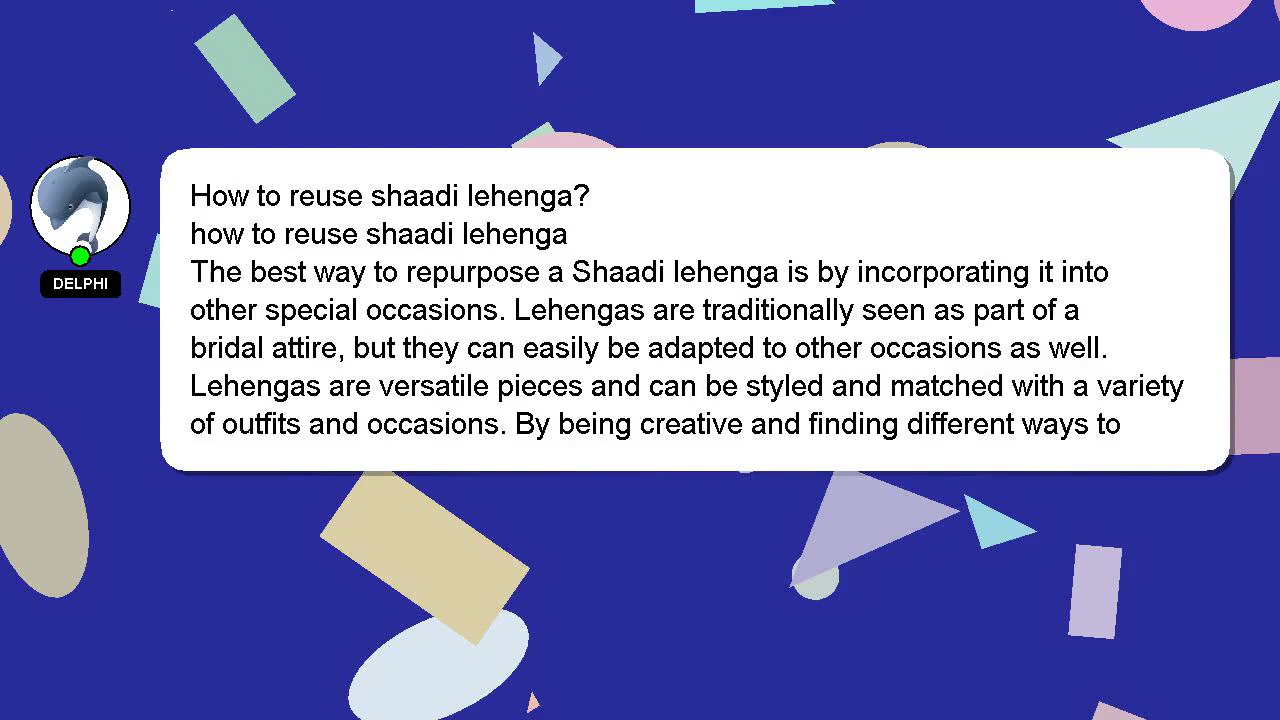 How to reuse shaadi lehenga?
how to reuse shaadi lehenga
The best way to repurpose a Shaadi lehenga is by incorporating it into
other special occasions. Lehengas are traditionally seen as part of a
bridal attire, but they can easily be adapted to other occasions as well.
Lehengas are versatile pieces and can be styled and matched with a variety
of outfits and occasions. By being creative and finding different ways to
DELPHI